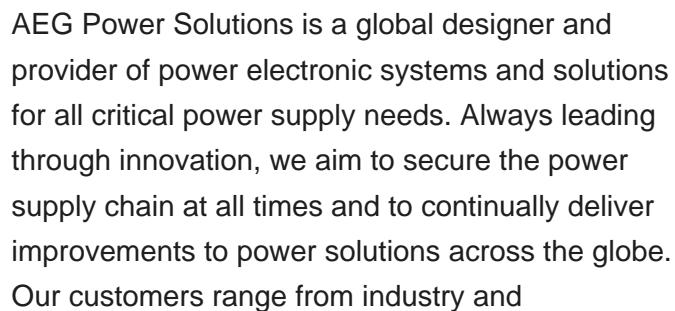 AEG Power Solutions is a global designer and
provider of power electronic systems and solutions
for all critical power supply needs. Always leading
through innovation, we aim to secure the power
supply chain at all times and to continually deliver
improvements to power solutions across the globe.
Our customers range from industry and